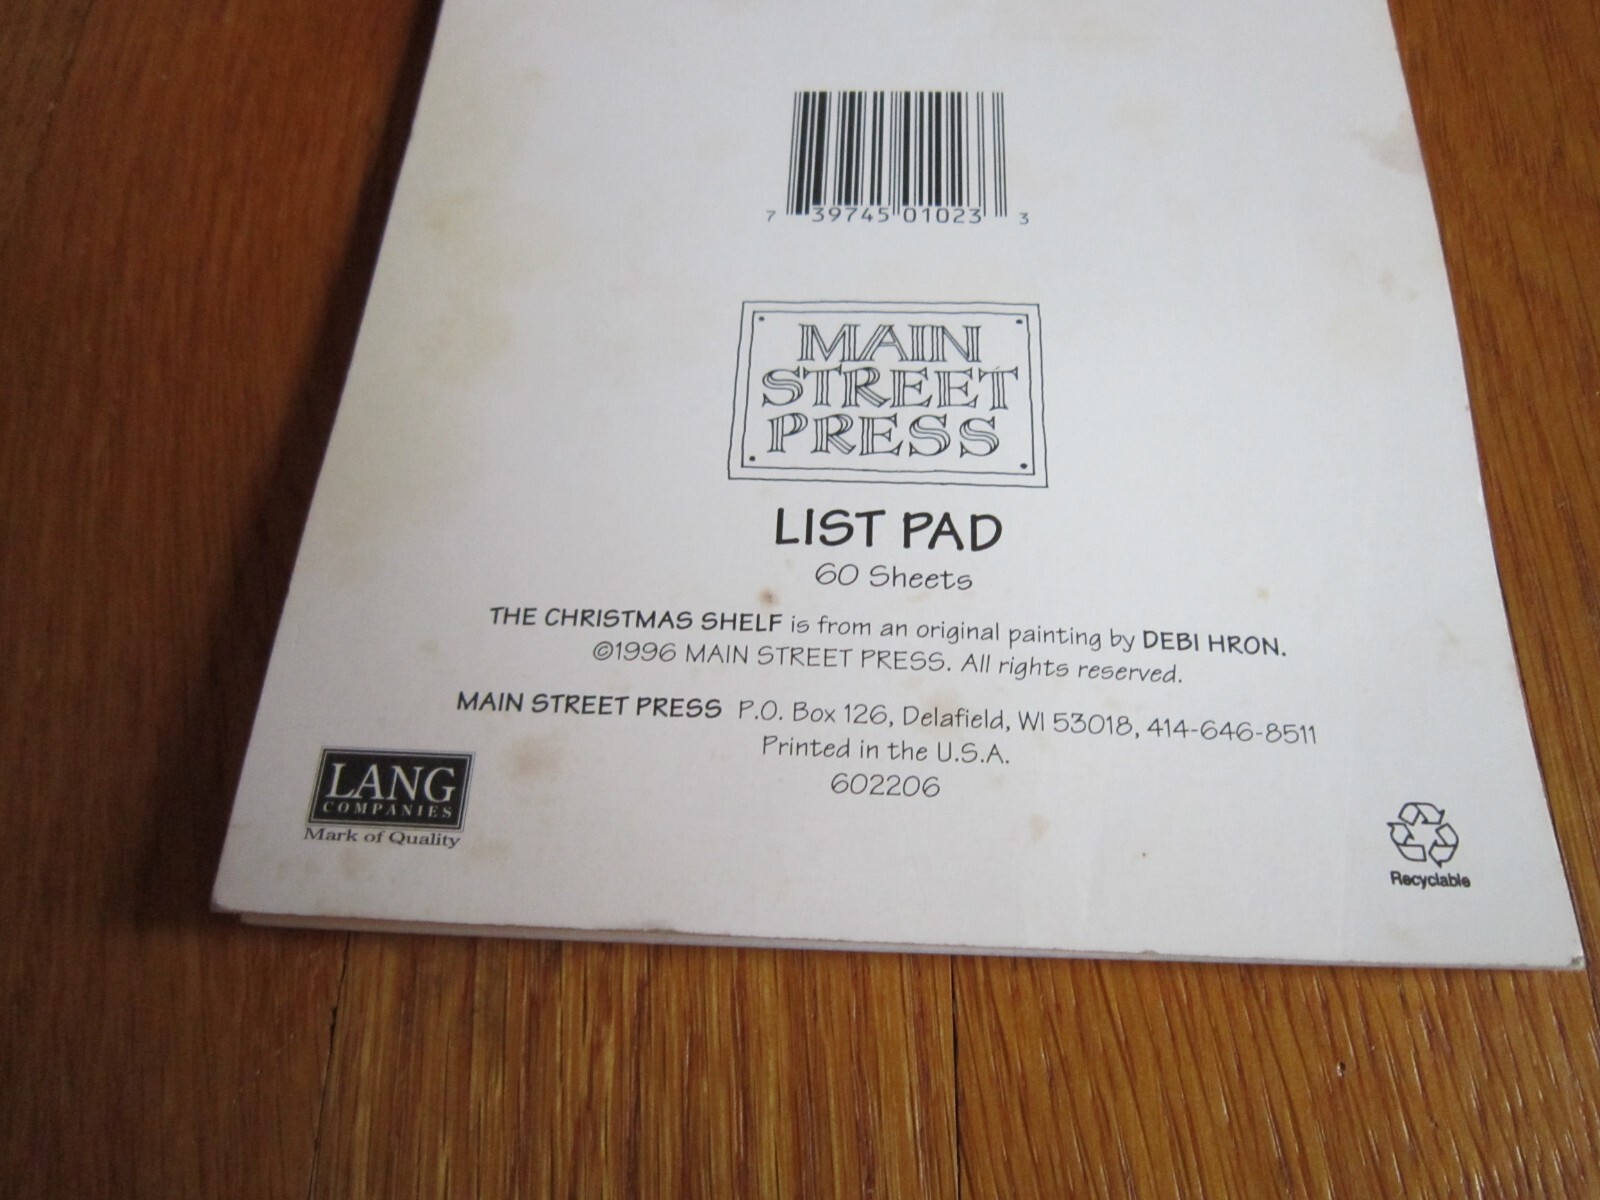 7 39745 01023 3
MAIN
STREET
PRESS
LIST PAD
60 Sheets
THE CHRISTMAS SHELF is from an original painting by DEBI HRON.
©1996 MAIN STREET PRESS. All rights reserved.
MAIN STREET PRESS P.O. Box 126, Delafield, WI 53018, 414-646-8511
Printed in the U.S.A.
602206
LANG
COMPANIES
Mark of Quality
Recyclable